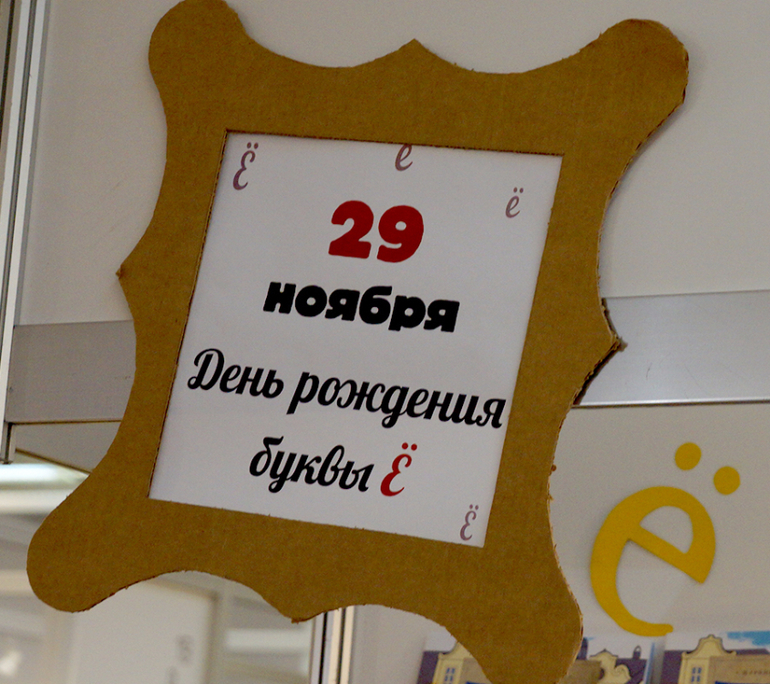 Ё е ё
29
ноября
День рождения
буквы Ё
Ё
ё